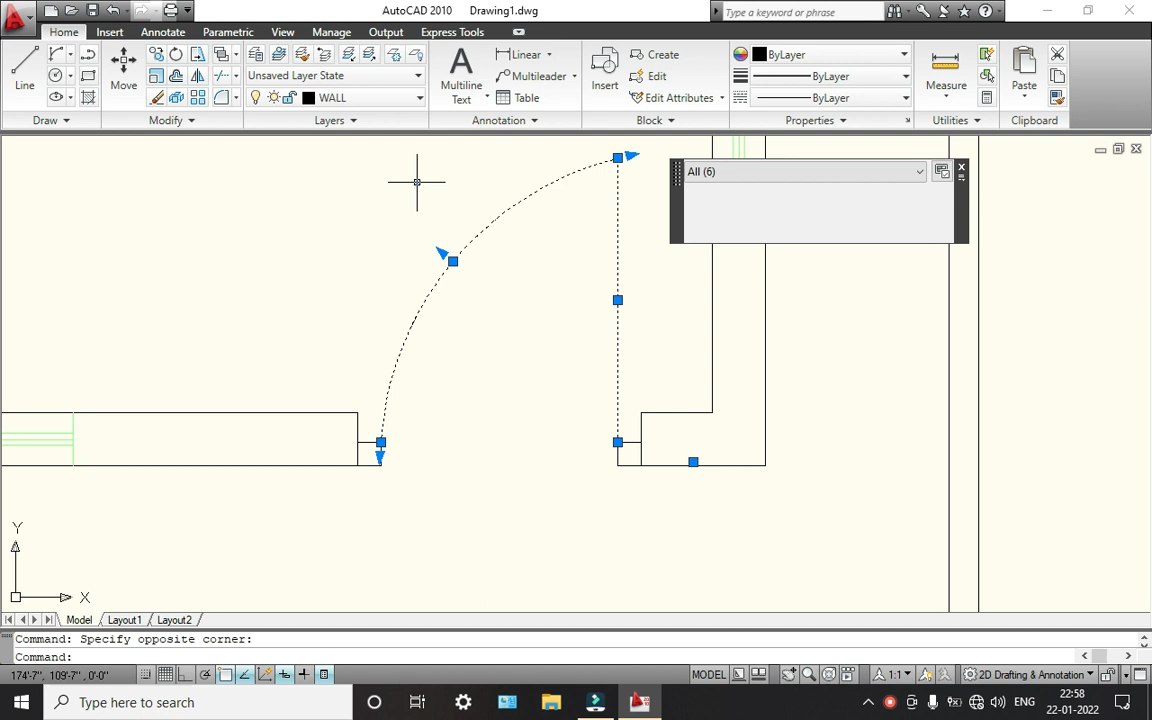 AutoCAD 2010 Drawing1.dwg
Type a keyword or phrase
Home Insert Annotate Parametric View Manage Output Express Tools
Line
Move
Unsaved Layer State
WALL
Multiline
Text
Linear
Multileader
Table
Insert
Create
Edit
Edit Attributes
ByLayer
ByLayer
ByLayer
Measure
Paste
Draw Modify Layers Annotation Block Properties Utilities Clipboard
All (6)
Y
X
Model Layout1 Layout2
Command: Specify opposite corner:
Command:
174'-7", 109'-7" , 0'-0"
MODEL
1:1
2D Drafting & Annotation
Type here to search
ENG
22:58
22-01-2022